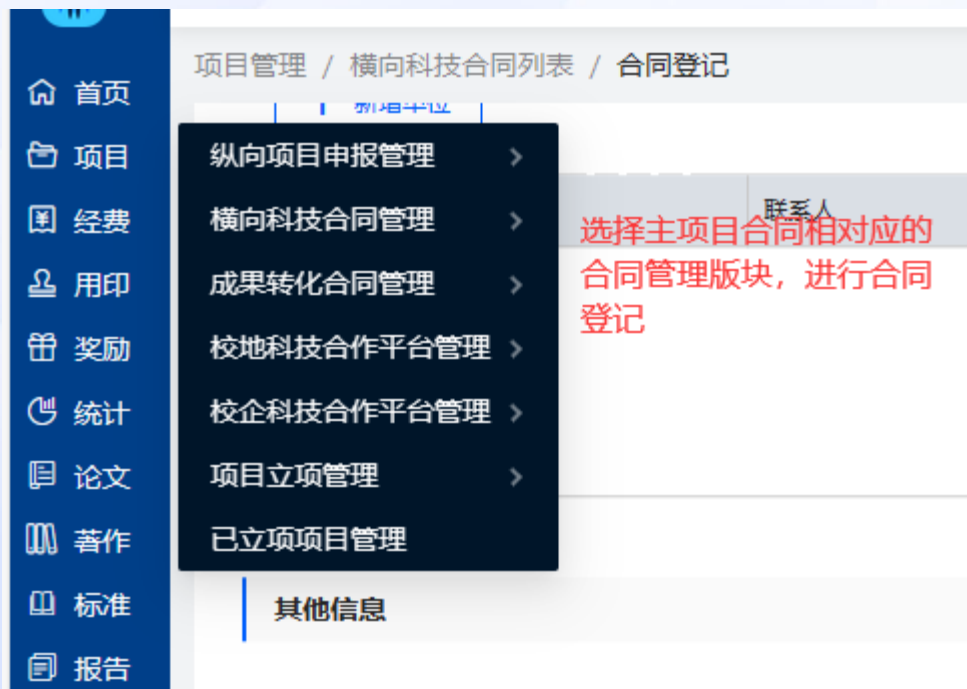 项目管理 / 横向科技合同列表 / 合同登记
首页
项目
经费
用印
奖励
统计
论文
著作
标准
报告
新增单位
纵向项目申报管理
横向科技合同管理
成果转化合同管理
校地科技合作平台管理
校企科技合作平台管理
项目立项管理
已立项项目管理
联系人
选择主项目合同相对应的
合同管理版块，进行合同
登记
其他信息